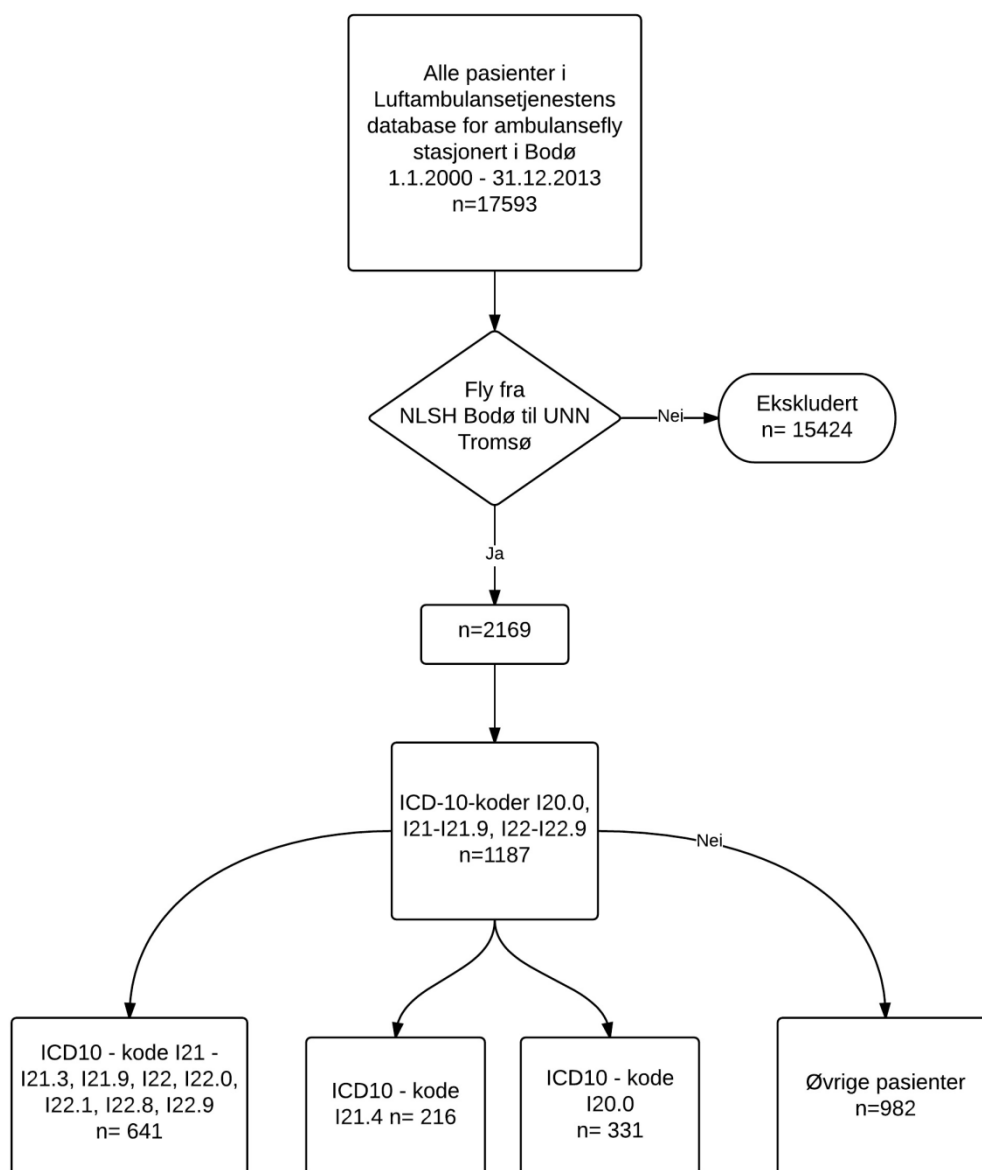 Alle pasienter i
Luftambulansetjenestens
database for ambulansefly
stasjonert i Bodø
1.1.2000 - 31.12.2013
n=17593
Fly fra
NLSH Bodø til UNN
Tromsø
Nei
Ekskludert
n= 15424
Ja
n=2169
ICD-10-koder I20.0,
I21-I21.9, I22-I22.9
n=1187
Nei
ICD10 - kode I21 -
I21.3, I21.9, I22, I22.0,
I22.1, I22.8, I22.9
n= 641
ICD10 - kode
I21.4 n= 216
ICD10 - kode
I20.0
n= 331
Øvrige pasienter
n=982